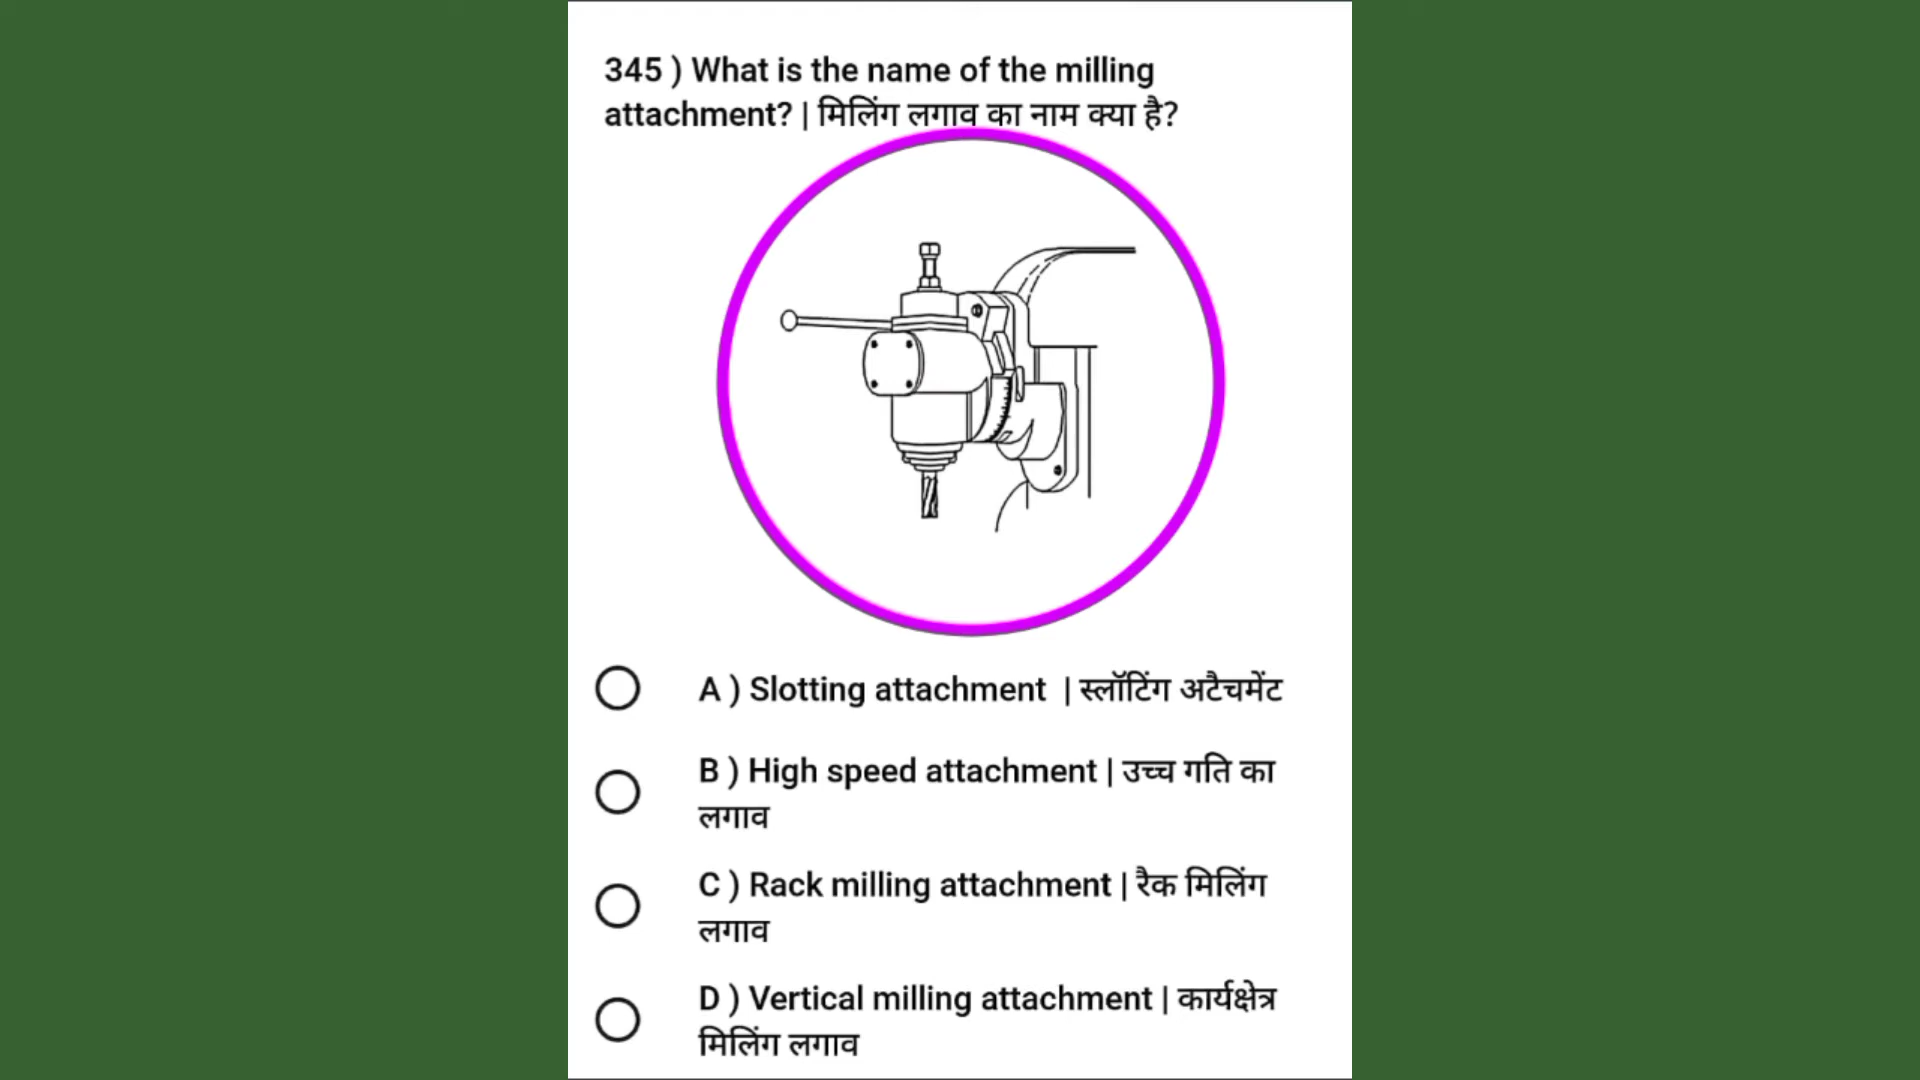 345 ) What is the name of the milling
attachment? | मिलिंग लगाव का नाम क्या है?
A ) Slotting attachment | स्लॉटिंग अटैचमेंट
B ) High speed attachment | उच्च गति का
लगाव
C ) Rack milling attachment | रैक मिलिंग
लगाव
D ) Vertical milling attachment | कार्यक्षेत्र
मिलिंग लगाव